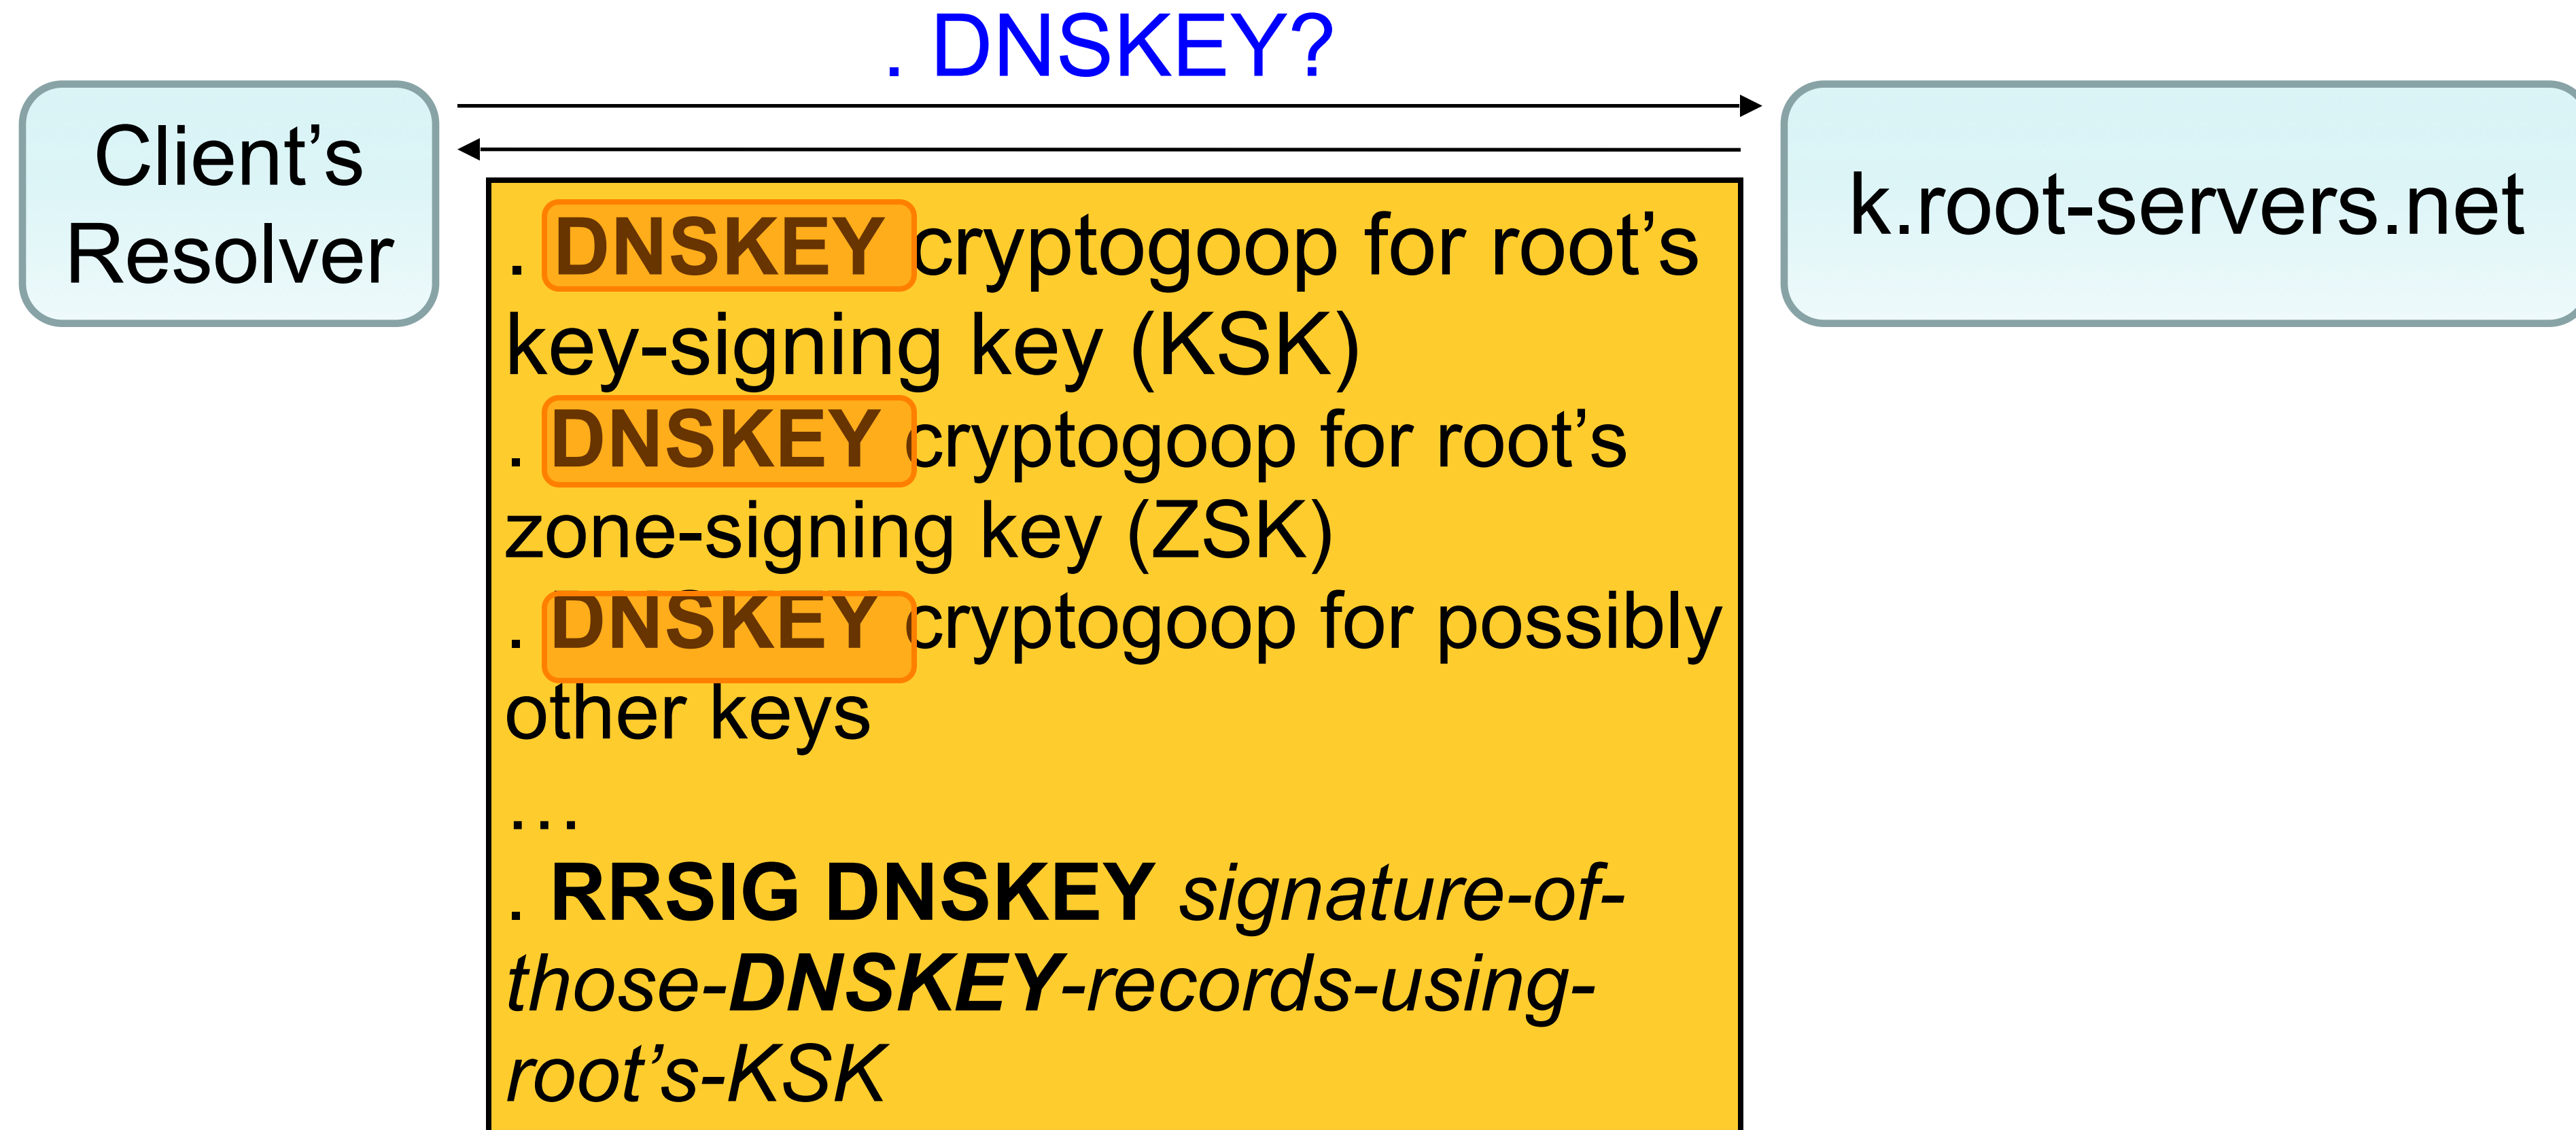 . DNSKEY?
Client’s
Resolver
k.root-servers.net
. DNSKEY cryptogoop for root’s
key-signing key (KSK)
. DNSKEY cryptogoop for root’s
zone-signing key (ZSK)
. DNSKEY cryptogoop for possibly
other keys
…
. RRSIG DNSKEY signature-of-
those-DNSKEY-records-using-
root’s-KSK